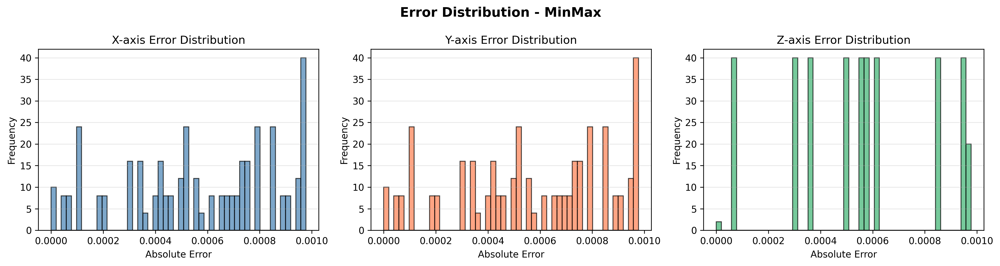 Error Distribution - MinMax
X-axis Error Distribution
Frequency
40
35
30
25
20
15
10
5
0
0.0000 0.0002 0.0004 0.0006 0.0008 0.0010
Absolute Error
Y-axis Error Distribution
Frequency
40
35
30
25
20
15
10
5
0
0.0000 0.0002 0.0004 0.0006 0.0008 0.0010
Absolute Error
Z-axis Error Distribution
Frequency
40
35
30
25
20
15
10
5
0
0.0000 0.0002 0.0004 0.0006 0.0008 0.0010
Absolute Error